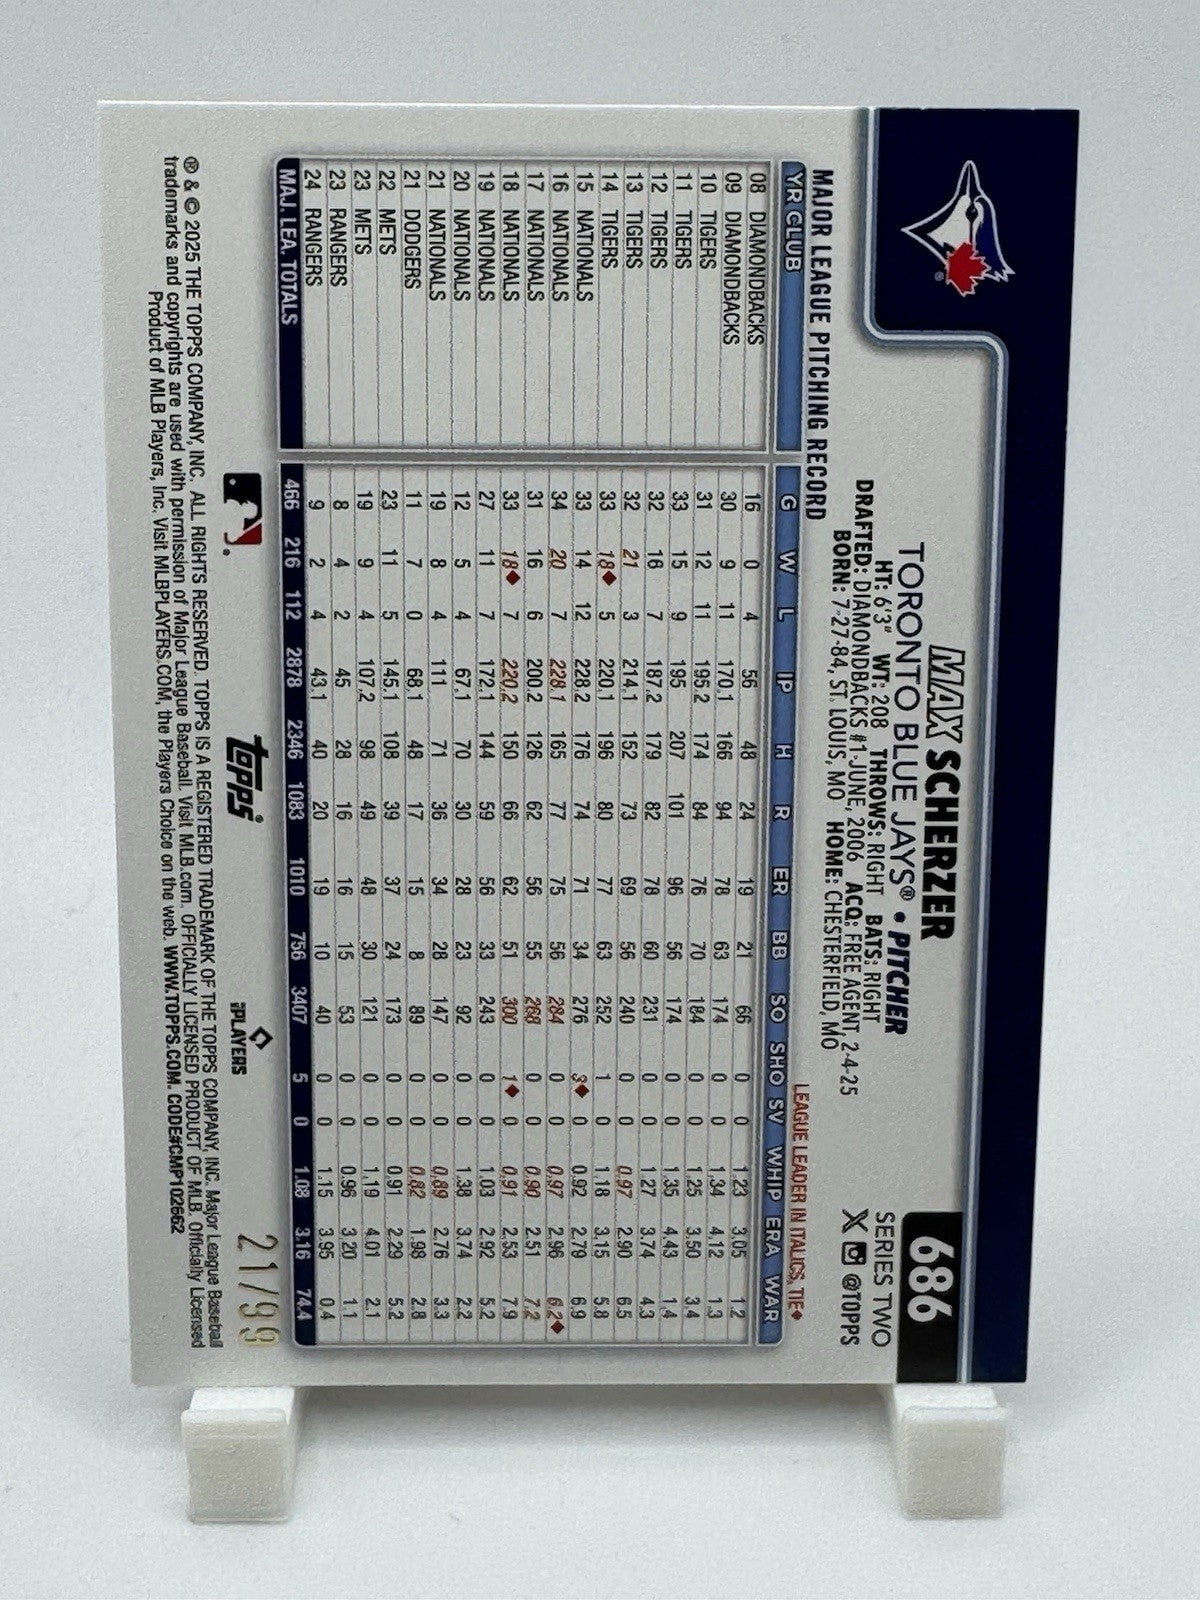 686
SERIES TWO
@TOPPS
MAX SCHERZER
TORONTO BLUE JAYS® • PITCHER
HT: 6'3" WT: 208 THROWS: RIGHT BATS: RIGHT
DRAFTED: DIAMONDBACKS #1-JUNE, 2006 ACQ: FREE AGENT, 2-4-25
BORN: 7-27-84, ST. LOUIS, MO HOME: CHESTERFIELD, MO
MAJOR LEAGUE PITCHING RECORD
LEAGUE LEADER IN ITALICS, TIE♦
YR CLUB G W L IP H R ER BB SO SHO SV WHIP ERA WAR
08 DIAMONDBACKS 16 0 4 56 48 24 19 21 66 0 0 1.23 3.05 1.2
09 DIAMONDBACKS 30 9 11 170.1 166 94 78 63 174 0 0 1.34 4.12 1.3
10 TIGERS 31 12 11 195.2 174 84 76 70 184 0 0 1.25 3.50 3.4
11 TIGERS 33 15 9 195 207 101 96 56 174 0 0 1.35 4.43 1.4
12 TIGERS 32 16 7 187.2 179 82 78 60 231 0 0 1.27 3.74 4.3
13 TIGERS 32 21 3 214.1 152 73 69 56 240 0 0 0.97 2.90 6.5
14 TIGERS 33 18♦ 5 220.1 196 80 77 63 252 1 0 1.18 3.15 5.8
15 NATIONALS 33 14 12 228.2 176 74 71 34 276 3♦ 0 0.92 2.79 6.9
16 NATIONALS 34 20 7 228.1 165 77 75 56 284 0 0 0.97 2.96 6.2♦
17 NATIONALS 31 16 6 200.2 126 62 56 55 268 0 0 0.90 2.51 7.2
18 NATIONALS 33 18♦ 7 220.2 150 66 62 51 300 1♦ 0 0.91 2.53 7.9
19 NATIONALS 27 11 7 172.1 144 59 56 33 243 0 0 1.03 2.92 5.2
20 NATIONALS 12 5 4 67.1 70 30 28 23 92 0 0 1.38 3.74 2.2
21 NATIONALS 19 8 4 111 71 36 34 28 147 0 0 0.89 2.76 3.3
21 DODGERS 11 7 0 68.1 48 17 15 8 89 0 0 0.82 1.98 2.8
22 METS 23 11 5 145.1 108 39 37 24 173 0 0 0.91 2.29 5.2
23 METS 19 9 4 107.2 98 49 48 30 121 0 0 1.19 4.01 2.1
23 RANGERS 8 4 2 45 28 16 16 15 53 0 0 0.96 3.20 1.1
24 RANGERS 9 2 4 43.1 40 20 19 10 40 0 0 1.15 3.95 0.4
MAJ. LEA. TOTALS 466 216 112 2878 2346 1083 1010 756 3407 5 0 1.08 3.16 74.4
topps®
PLAYERS
21/99
® & © 2025 THE TOPPS COMPANY, INC. ALL RIGHTS RESERVED. TOPPS IS A REGISTERED TRADEMARK OF THE TOPPS COMPANY, INC. Major League Baseball
trademarks and copyrights are used with permission of Major League Baseball. Visit MLB.com. OFFICIALLY LICENSED PRODUCT OF MLB. Officially Licensed
Product of MLB Players, Inc. Visit MLBPLAYERS.COM, the Players Choice on the web. WWW.TOPPS.COM. CODE#CMP102662